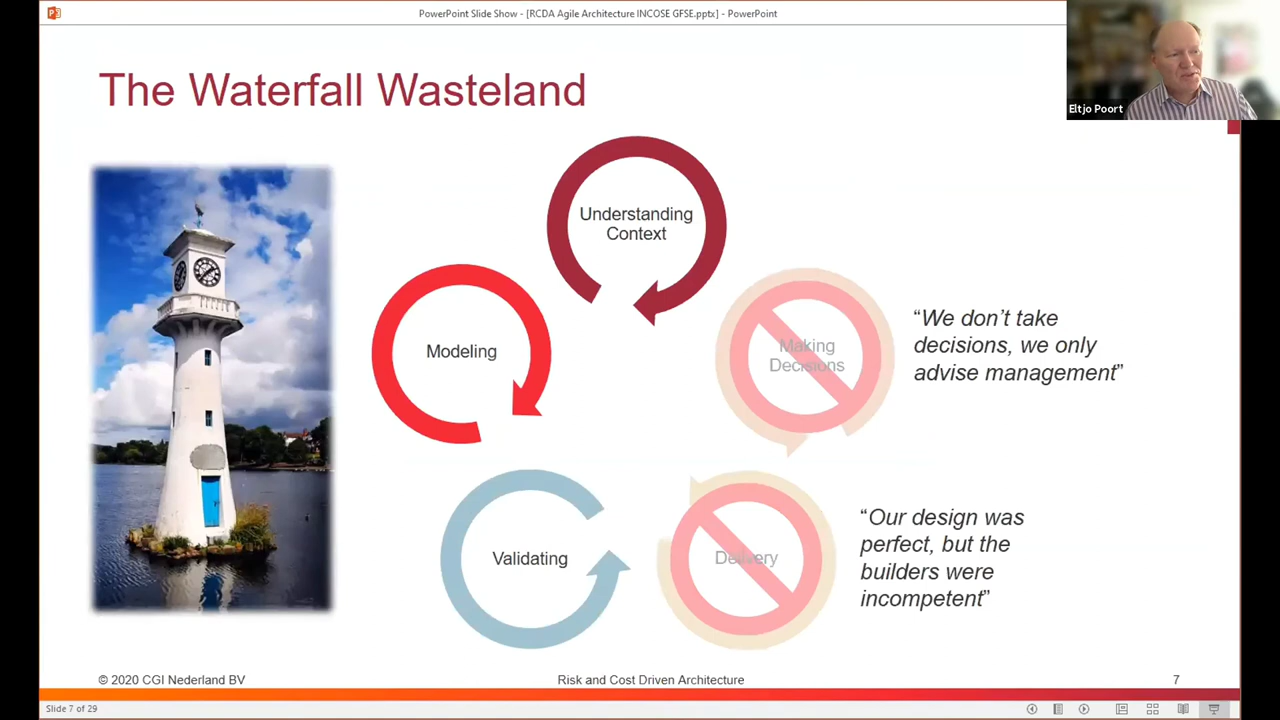 PowerPoint Slide Show - [RCDA Agile Architecture INCOSE GFSE.pptx] - PowerPoint
Eltjo Poort
The Waterfall Wasteland
Understanding
Context
Modeling
Making
Decisions
“We don’t take
decisions, we only
advise management”
Validating
Delivery
“Our design was
perfect, but the
builders were
incompetent”
© 2020 CGI Nederland BV
Risk and Cost Driven Architecture
7
Slide 7 of 29